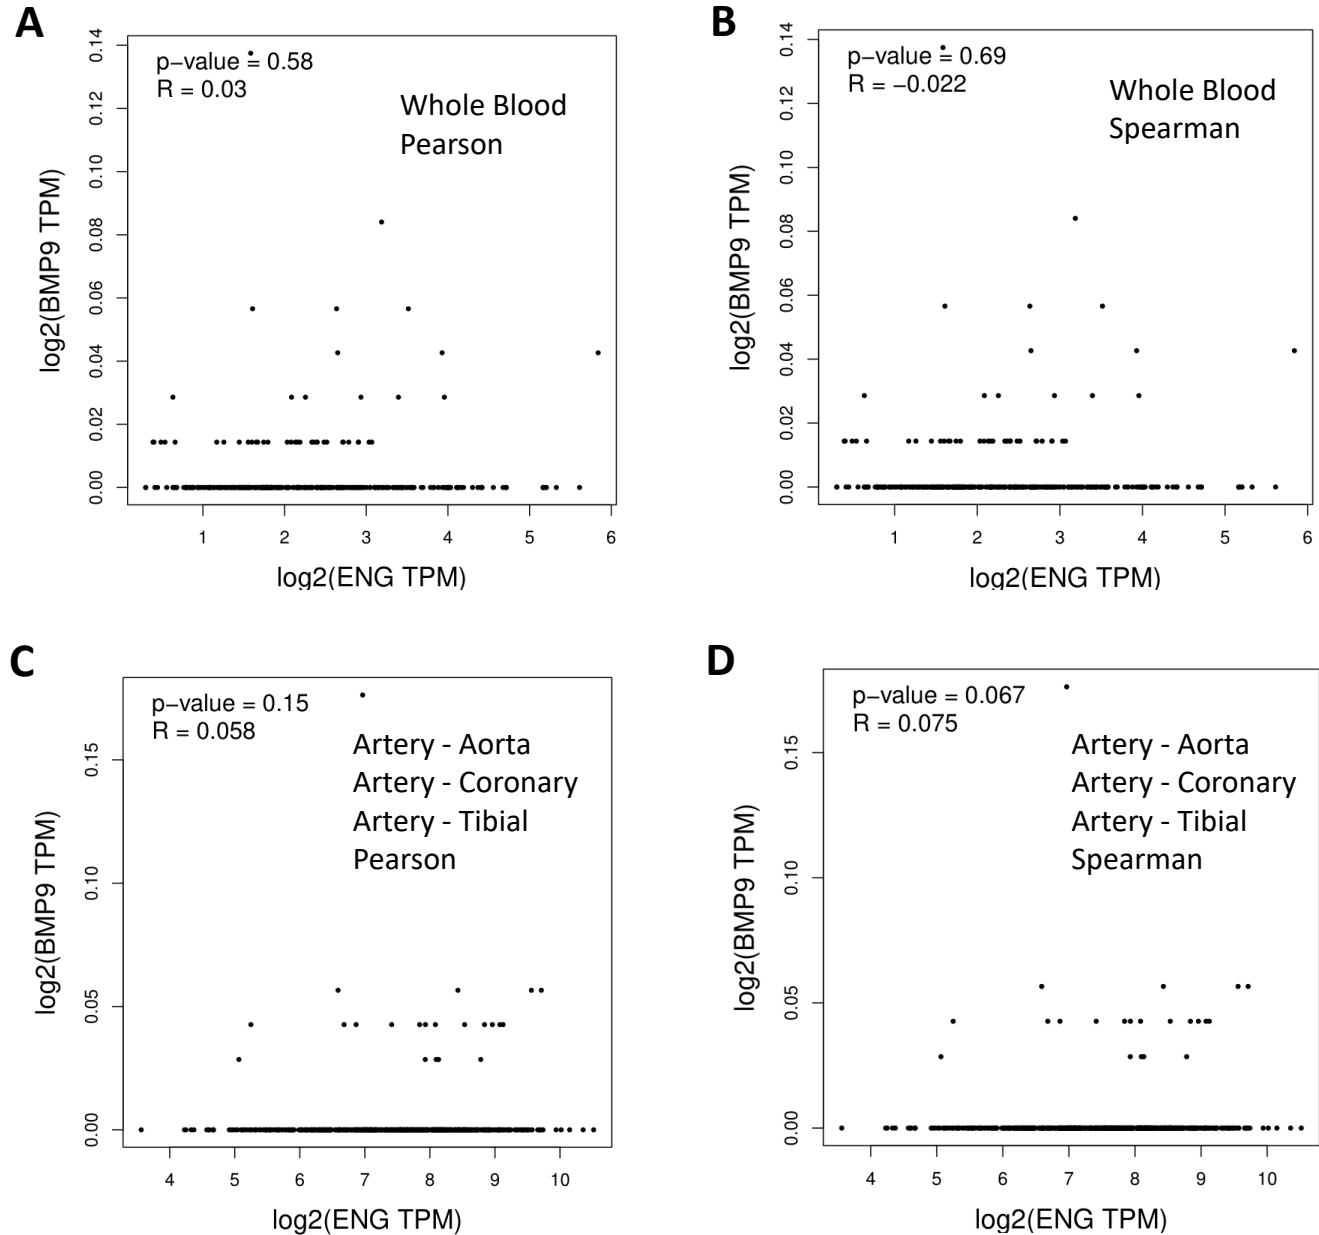 A
p−value = 0.58
R = 0.03
Whole Blood
Pearson
log2(BMP9 TPM)
0.14
0.12
0.10
0.08
0.06
0.04
0.02
0.00
1 2 3 4 5 6
log2(ENG TPM)
B
p−value = 0.69
R = −0.022
Whole Blood
Spearman
log2(BMP9 TPM)
0.14
0.12
0.10
0.08
0.06
0.04
0.02
0.00
1 2 3 4 5 6
log2(ENG TPM)
C
p−value = 0.15
R = 0.058
Artery - Aorta
Artery - Coronary
Artery - Tibial
Pearson
log2(BMP9 TPM)
0.15
0.10
0.05
0.00
4 5 6 7 8 9 10
log2(ENG TPM)
D
p−value = 0.067
R = 0.075
Artery - Aorta
Artery - Coronary
Artery - Tibial
Spearman
log2(BMP9 TPM)
0.15
0.10
0.05
0.00
4 5 6 7 8 9 10
log2(ENG TPM)